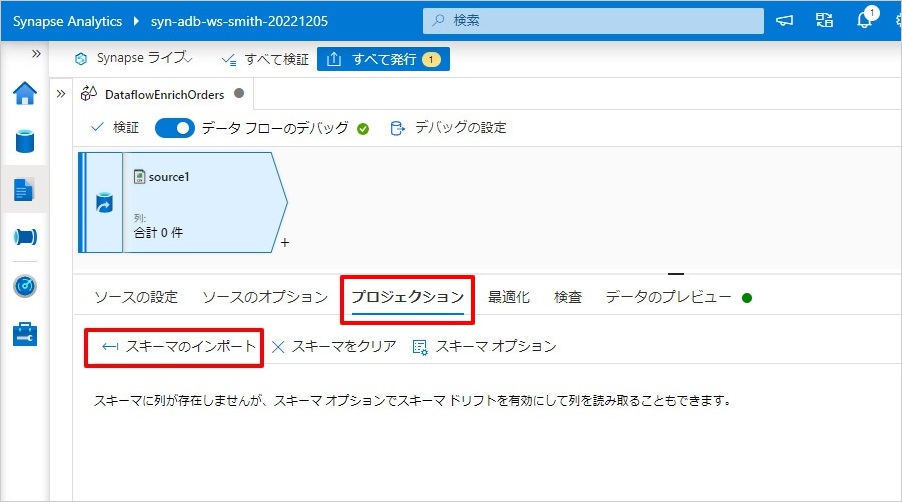 Synapse Analytics ▸ syn-adb-ws-smith-20221205 検索 1
Synapse ライブ すべて検証 すべて発行 1
DataflowEnrichOrders
検証 データ フローのデバッグ デバッグの設定
source1
列:
合計 0 件
+
ソースの設定 ソースのオプション プロジェクション 最適化 検査 データのプレビュー
スキーマのインポート スキーマをクリア スキーマ オプション
スキーマに列が存在しませんが、スキーマ オプションでスキーマ ドリフトを有効にして列を読み取ることもできます。